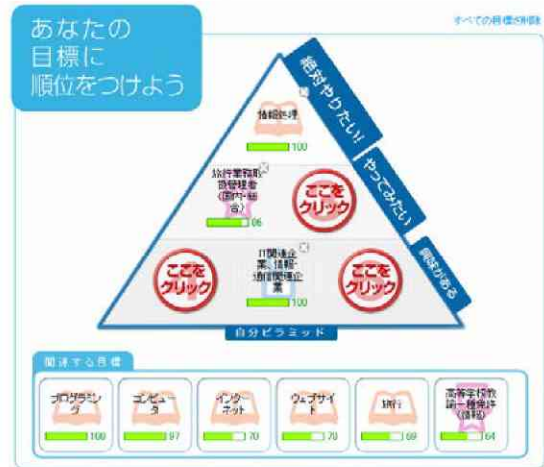 あなたの
目標に
順位をつけよう
すべての目標を削除
絶対やりたい!
情報処理
100
やってみたい
旅行業務取
扱管理者
(国内・総
合)
86
ここを
クリック
興味がある
ここを
クリック
IT関連企
業、情報・
通信関連企
業
100
ここを
クリック
自分ピラミッド
関連する目標
プログラミン
グ
100
コンピュー
タ
97
インター
ネット
70
ウェブサイ
ト
70
旅行
69
高等学校教
諭一種免許
(情報)
64